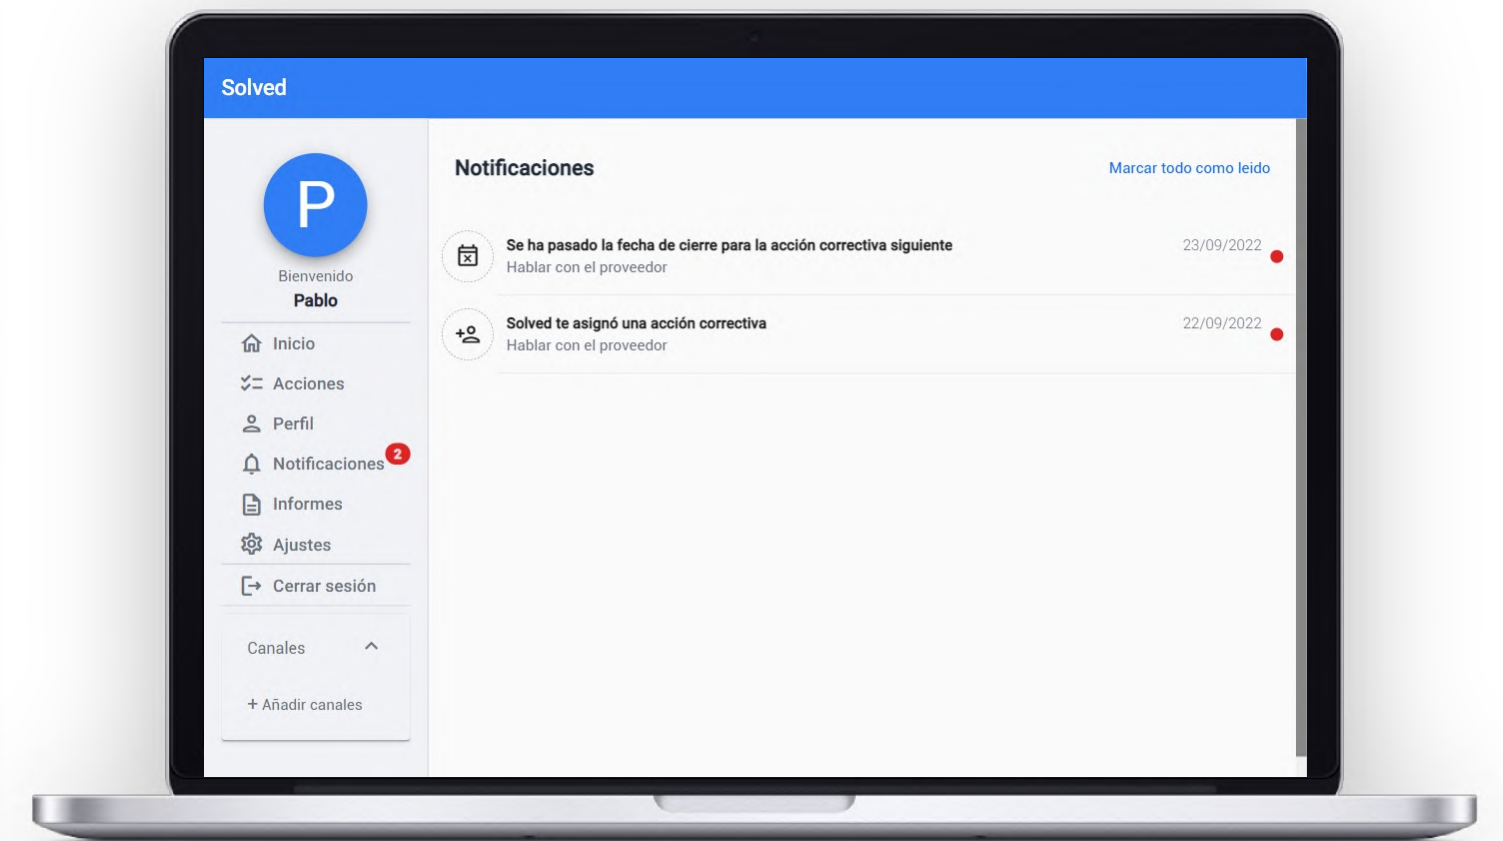 Solved
P
Bienvenido
Pablo
Inicio
Acciones
Perfil
Notificaciones 2
Informes
Ajustes
Cerrar sesión
Canales
+ Añadir canales
Notificaciones
Marcar todo como leido
Se ha pasado la fecha de cierre para la acción correctiva siguiente 23/09/2022
Hablar con el proveedor
Solved te asignó una acción correctiva 22/09/2022
Hablar con el proveedor